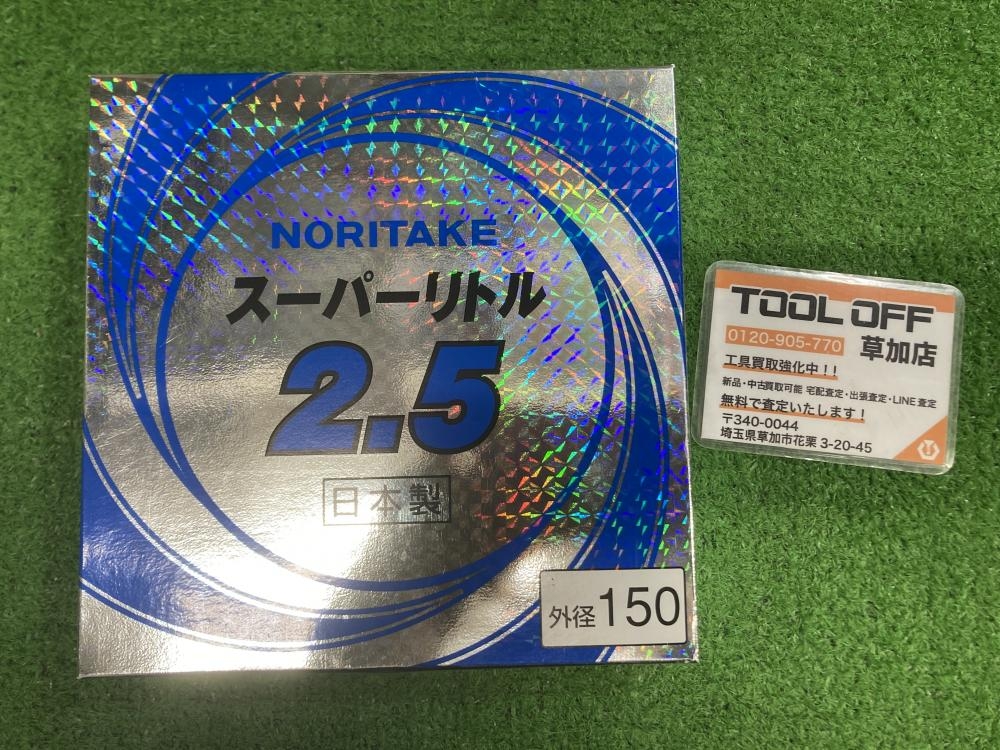 NORITAKE
スーパーリトル
2.5
日本製
外径150
TOOL OFF
0120-905-770 草加店
工具買取強化中!!
新品・中古買取可能 宅配査定・出張査定・LINE査定
無料で査定いたします!
〒340-0044
埼玉県草加市花栗 3-20-45